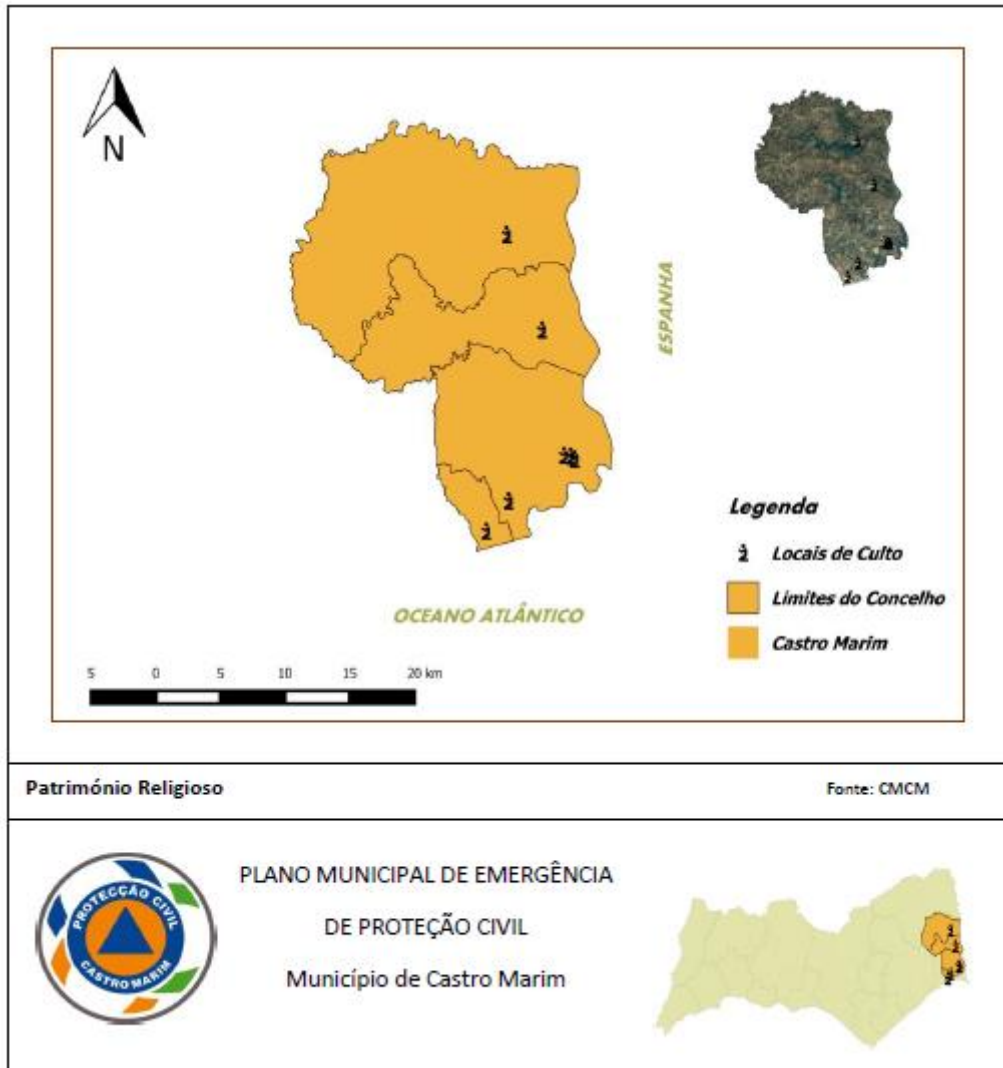 N
ESPANHA
OCEANO ATLÂNTICO
Legenda
Locais de Culto
Limites do Concelho
Castro Marim
5 0 5 10 15 20 km
Património Religioso
Fonte: CMCM
PROTECÇÃO CIVIL
CASTRO MARIM
PLANO MUNICIPAL DE EMERGÊNCIA
DE PROTEÇÃO CIVIL
Município de Castro Marim